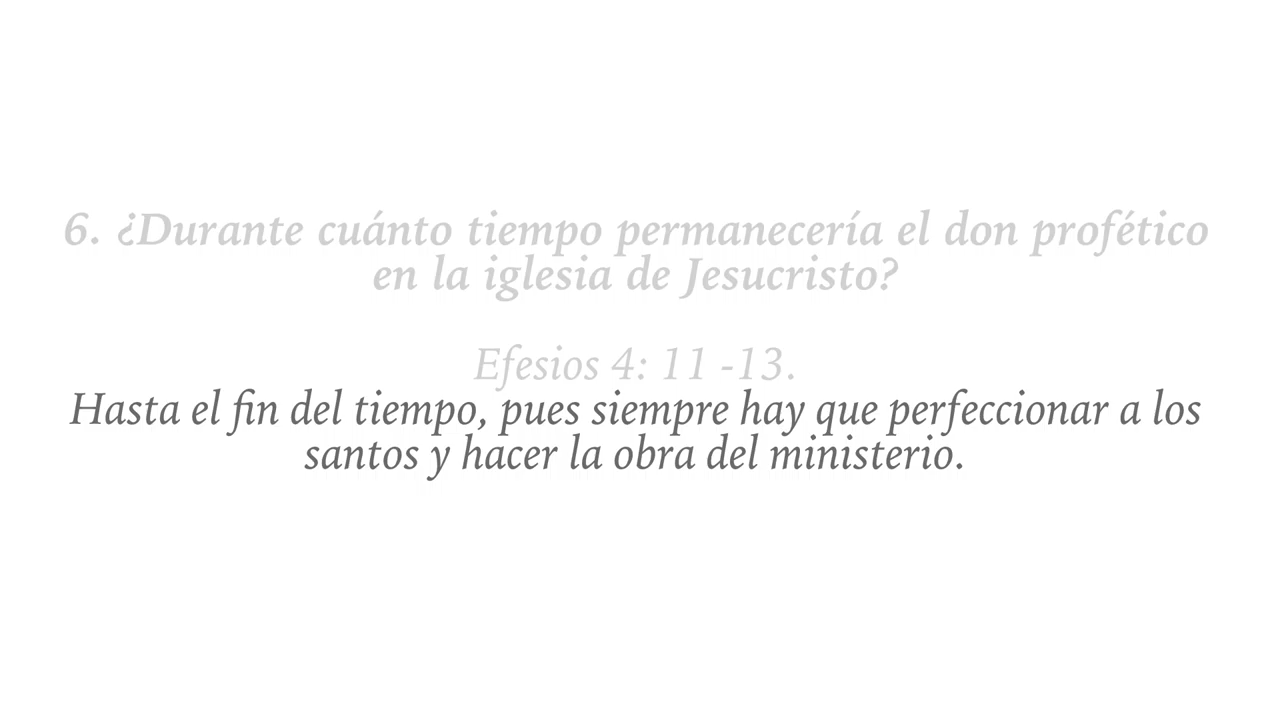 6. ¿Durante cuánto tiempo permanecería el don profético
en la iglesia de Jesucristo?
Efesios 4: 11 -13.
Hasta el fin del tiempo, pues siempre hay que perfeccionar a los
santos y hacer la obra del ministerio.